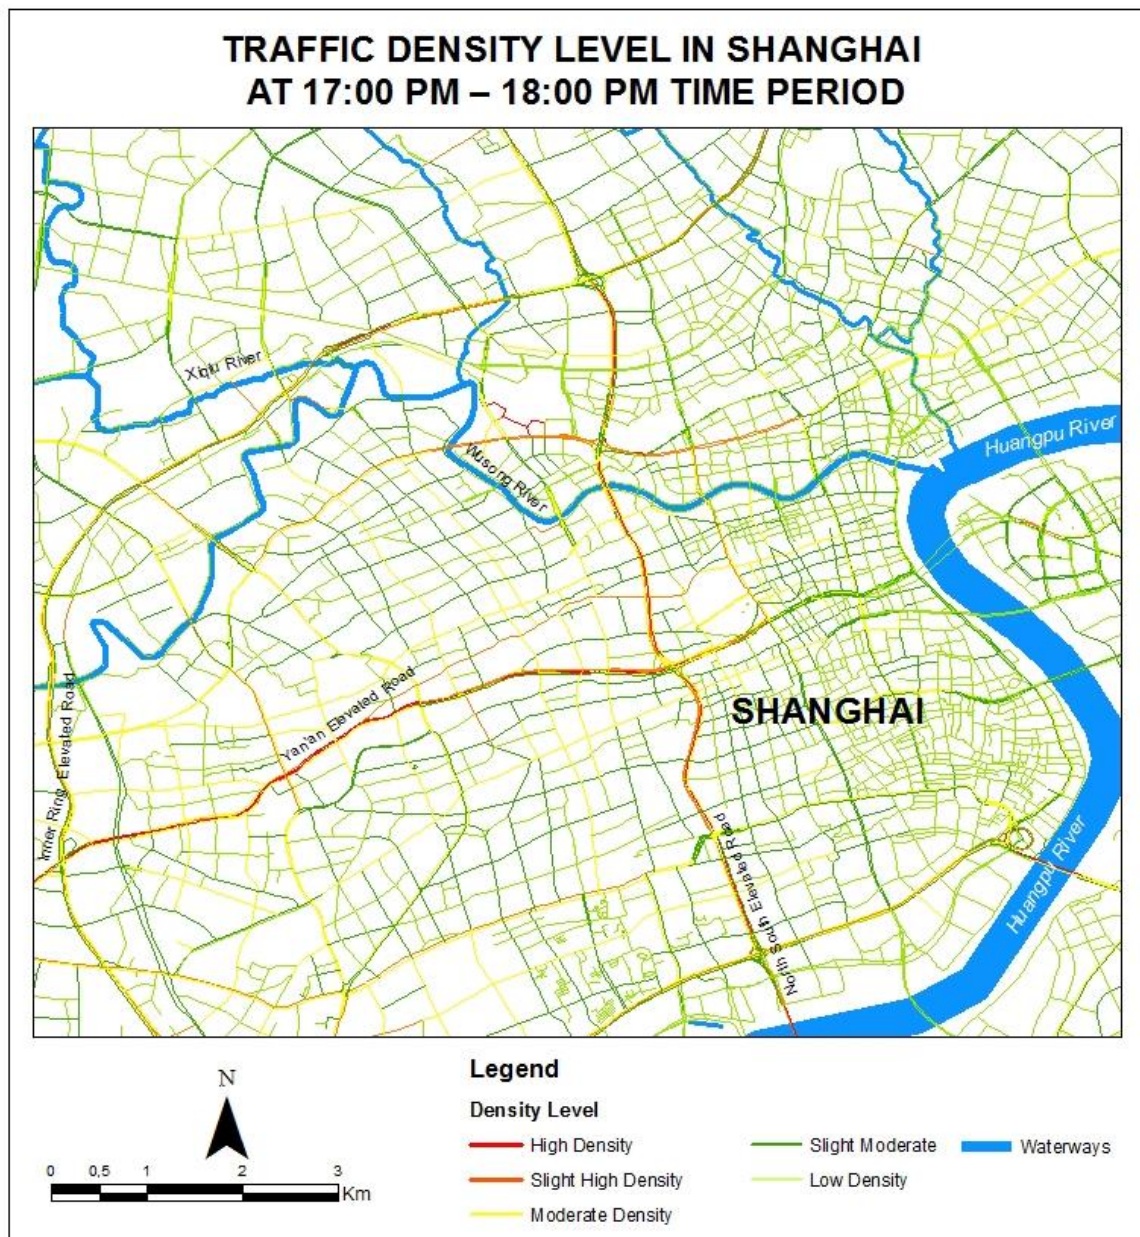 TRAFFIC DENSITY LEVEL IN SHANGHAI
AT 17:00 PM – 18:00 PM TIME PERIOD
Xiqiu River
Huangpu River
Wusong River
Yan'an Elevated Road
SHANGHAI
Inner Ring Elevated Road
North South Elevated Road
Huangpu River
N
0 0,5 1 2 3
Km
Legend
Density Level
High Density
Slight High Density
Moderate Density
Slight Moderate
Low Density
Waterways